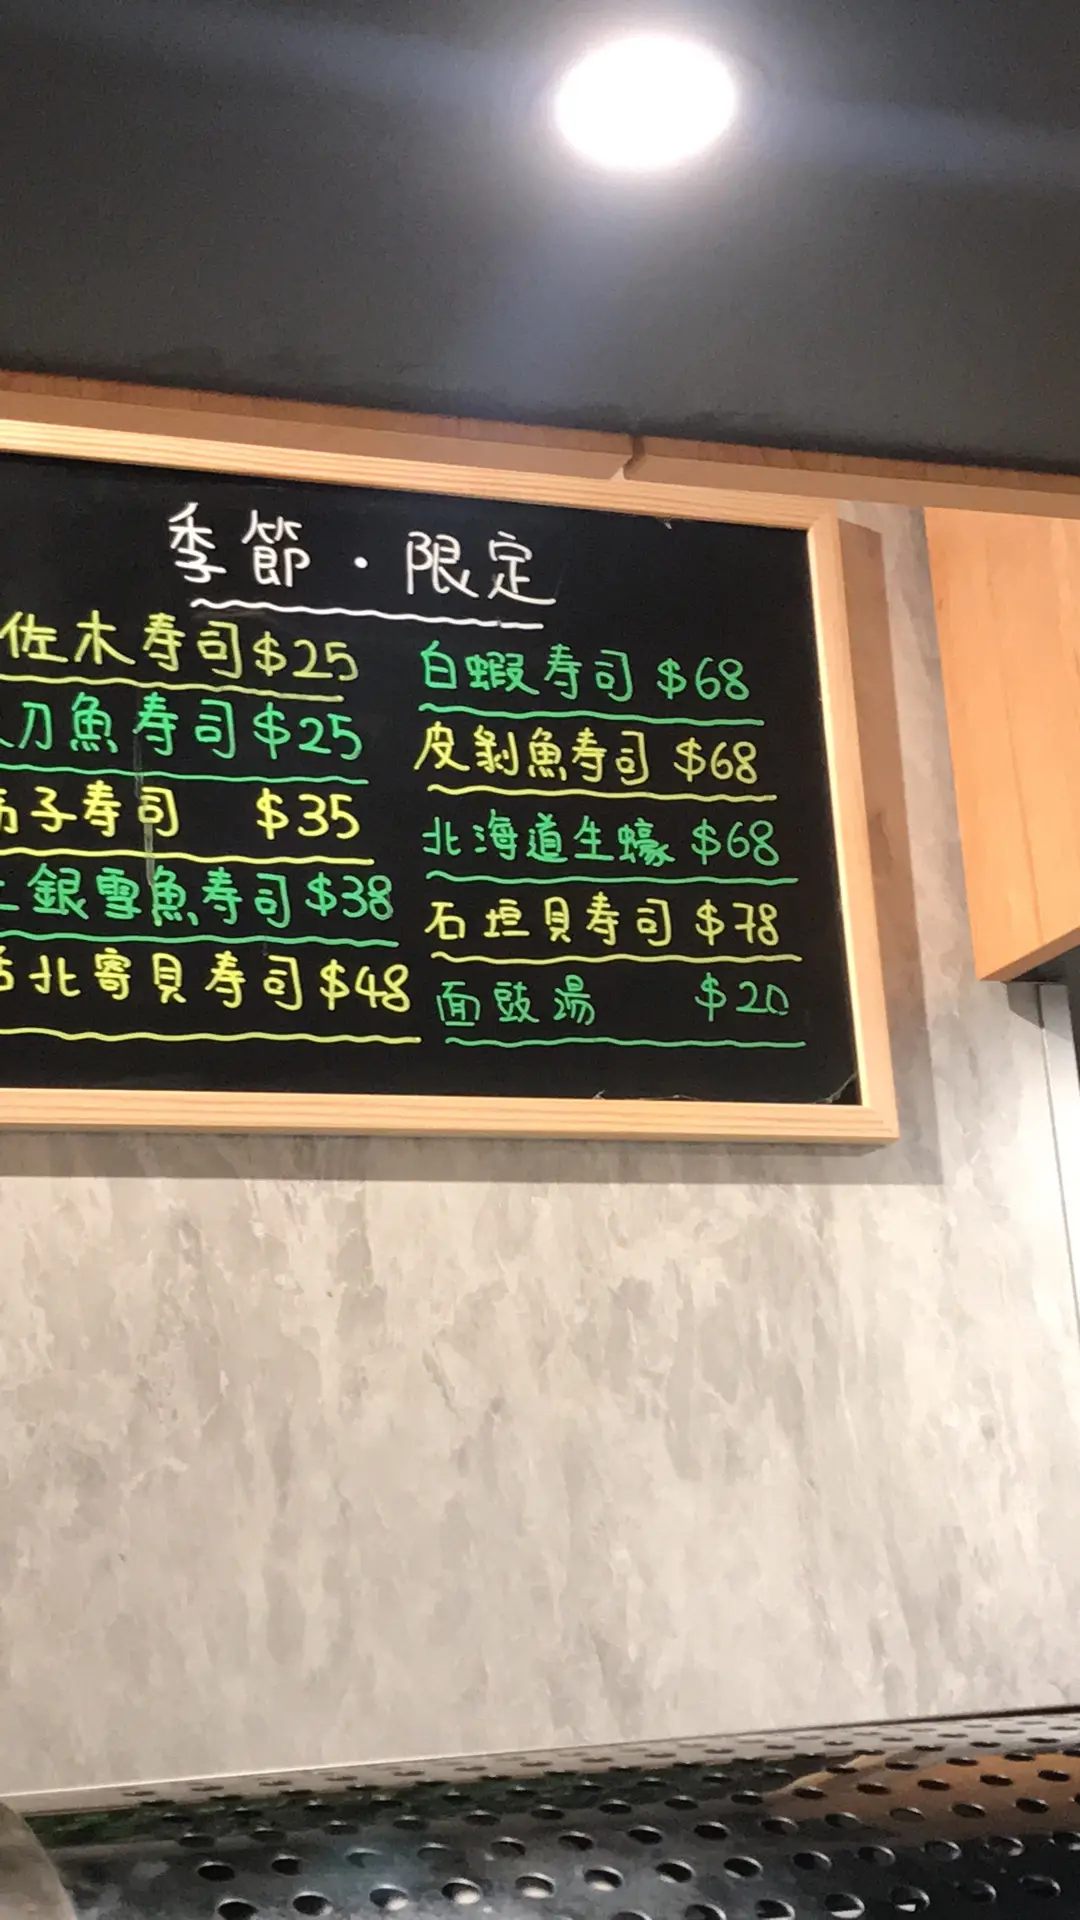 季節・限定
佐木寿司$25
刀魚寿司$25
子寿司 $35
銀雪魚寿司$38
活北寄貝寿司$48
白蝦寿司 $68
皮剝魚寿司 $68
北海道生蠔 $68
石垣貝寿司 $78
面豉湯 $20